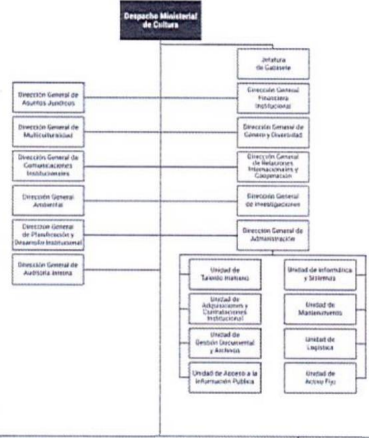 Despacho Ministerial
de Cultura
Jefatura
de Gabinete
Dirección General de
Asuntos Jurídicos
Dirección General
Financiera
Institucional
Dirección General de
Multiculturalidad
Dirección General de
Género y Diversidad
Dirección General de
Comunicaciones
Institucionales
Dirección General
de Relaciones
Internacionales y
Cooperación
Dirección General
Ambiental
Dirección General
de Investigaciones
Dirección General
de Planificación y
Desarrollo Institucional
Dirección General de
Administración
Dirección General de
Auditoría Interna
Unidad de
Talento Humano
Unidad de Informática
y Sistemas
Unidad de
Adquisiciones y
Contrataciones
Institucional
Unidad de
Mantenimiento
Unidad de
Gestión Documental
y Archivos
Unidad de
Logística
Unidad de Acceso a la
Información Pública
Unidad de
Activo Fijo